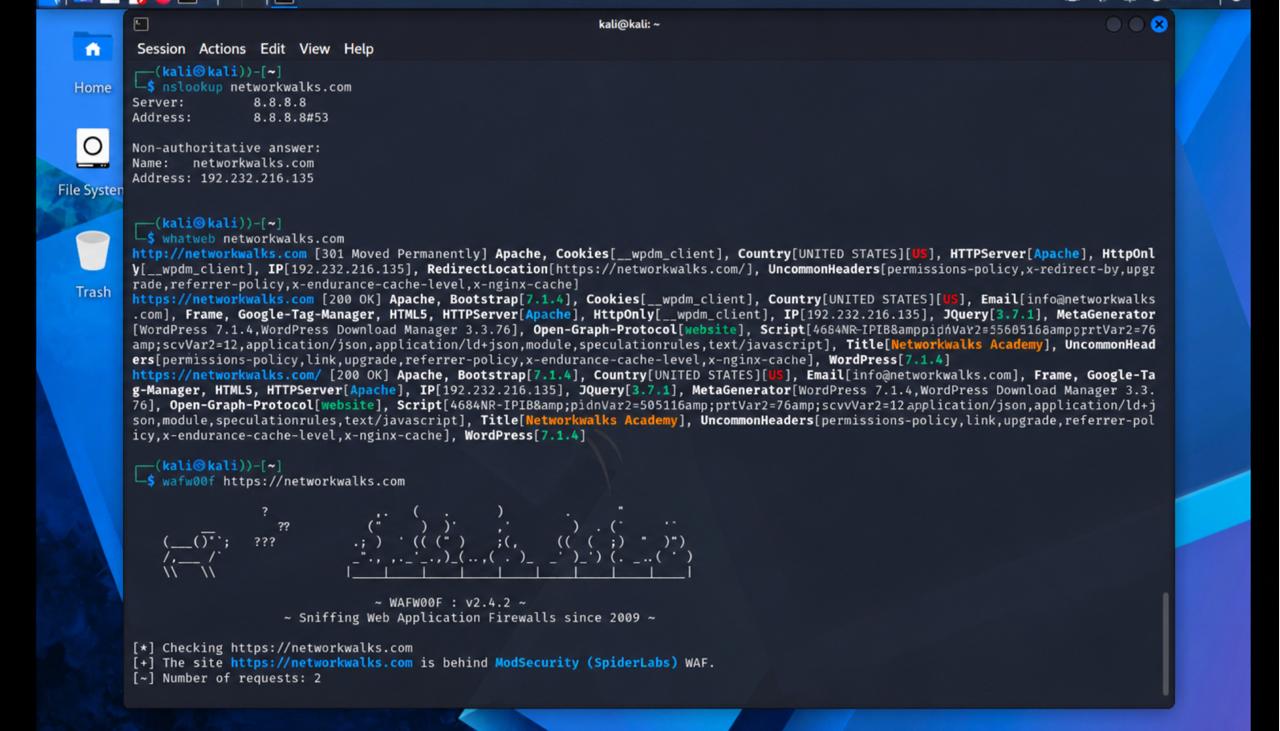 kali@kali: ~
Session Actions Edit View Help
Home
File System
Trash
(kali㉿kali)-[~]
$ nslookup networkwalks.com
Server: 8.8.8.8
Address: 8.8.8.8#53
Non-authoritative answer:
Name: networkwalks.com
Address: 192.232.216.135
(kali㉿kali)-[~]
$ whatweb networkwalks.com
http://networkwalks.com [301 Moved Permanently] Apache, Cookies[__wpdm_client], Country[UNITED STATES][US], HTTPServer[Apache], HttpOnl
y[__wpdm_client], IP[192.232.216.135], RedirectLocation[https://networkwalks.com/], UncommonHeaders[permissions-policy,x-redirect-by,upgr
rade,referrer-policy,x-endurance-cache-level,x-nginx-cache]
https://networkwalks.com [200 OK] Apache, Bootstrap[7.1.4], Cookies[__wpdm_client], Country[UNITED STATES][US], Email[info@networkwalks
.com], Frame, Google-Tag-Manager, HTML5, HTTPServer[Apache], HttpOnly[__wpdm_client], IP[192.232.216.135], JQuery[3.7.1], MetaGenerator
[WordPress 7.1.4,WordPress Download Manager 3.3.76], Open-Graph-Protocol[website], Script[
amp;scvVar2=12,application/json,application/ld+json,module,speculationrules,text/javascript], Title[Networkwalks Academy], UncommonHead
ers[permissions-policy,link,upgrade,referrer-policy,x-endurance-cache-level,x-nginx-cache], WordPress[7.1.4]
https://networkwalks.com/ [200 OK] Apache, Bootstrap[7.1.4], Country[UNITED STATES][US], Email[info@networkwalks.com], Frame, Google-Ta
g-Manager, HTML5, HTTPServer[Apache], IP[192.232.216.135], JQuery[3.7.1], MetaGenerator[WordPress 7.1.4,WordPress Download Manager 3.3.
76], Open-Graph-Protocol[website], application/json,application/ld+j
son,module,speculationrules,text/javascript], Title[Networkwalks Academy], UncommonHeaders[permissions-policy,link,upgrade,referrer-pol
icy,x-endurance-cache-level,x-nginx-cache], WordPress[7.1.4]
(kali㉿kali)-[~]
$ wafw00f https://networkwalks.com
~ WAFW00F : v2.4.2 ~
~ Sniffing Web Application Firewalls since 2009 ~
[*] Checking https://networkwalks.com
[+] The site https://networkwalks.com is behind ModSecurity (SpiderLabs) WAF.
[~] Number of requests: 2